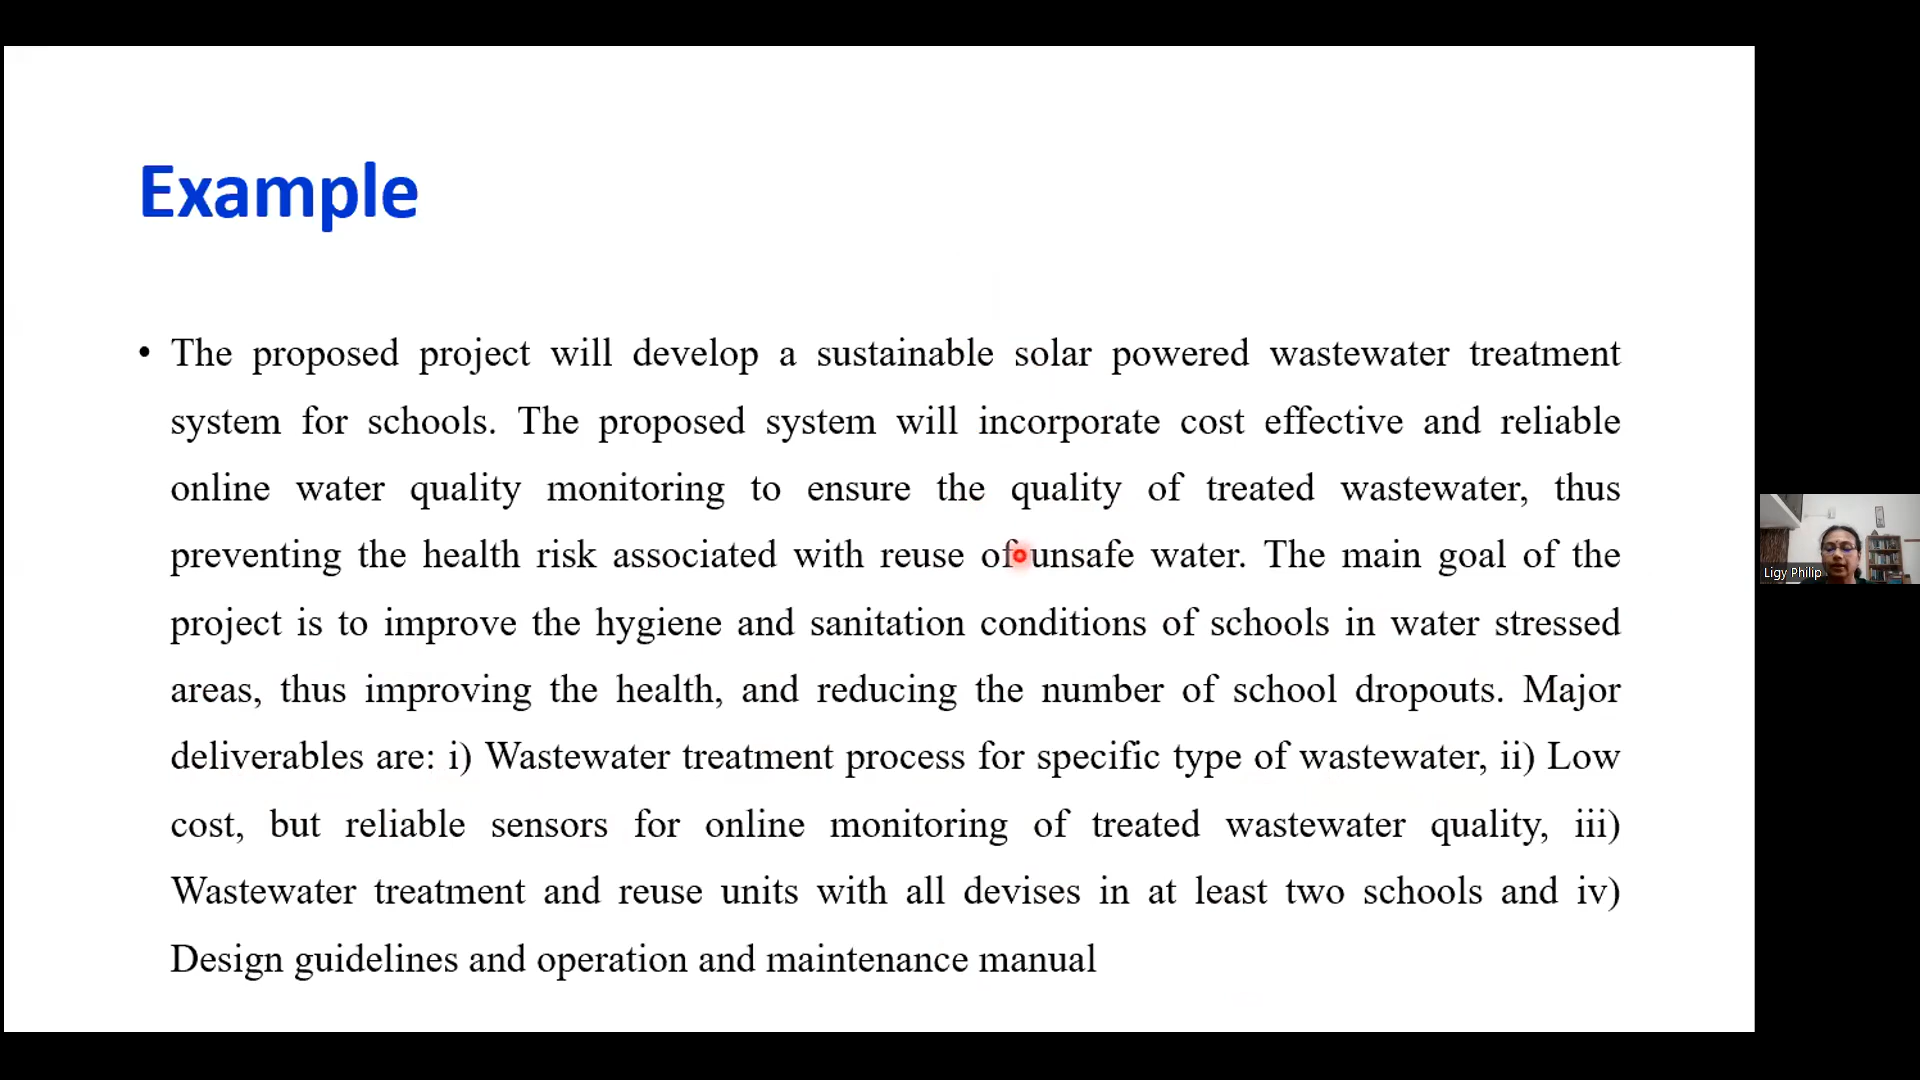 Example
• The proposed project will develop a sustainable solar powered wastewater treatment
system for schools. The proposed system will incorporate cost effective and reliable
online water quality monitoring to ensure the quality of treated wastewater, thus
preventing the health risk associated with reuse of unsafe water. The main goal of the
project is to improve the hygiene and sanitation conditions of schools in water stressed
areas, thus improving the health, and reducing the number of school dropouts. Major
deliverables are: i) Wastewater treatment process for specific type of wastewater, ii) Low
cost, but reliable sensors for online monitoring of treated wastewater quality, iii)
Wastewater treatment and reuse units with all devises in at least two schools and iv)
Design guidelines and operation and maintenance manual
Ligy Philip